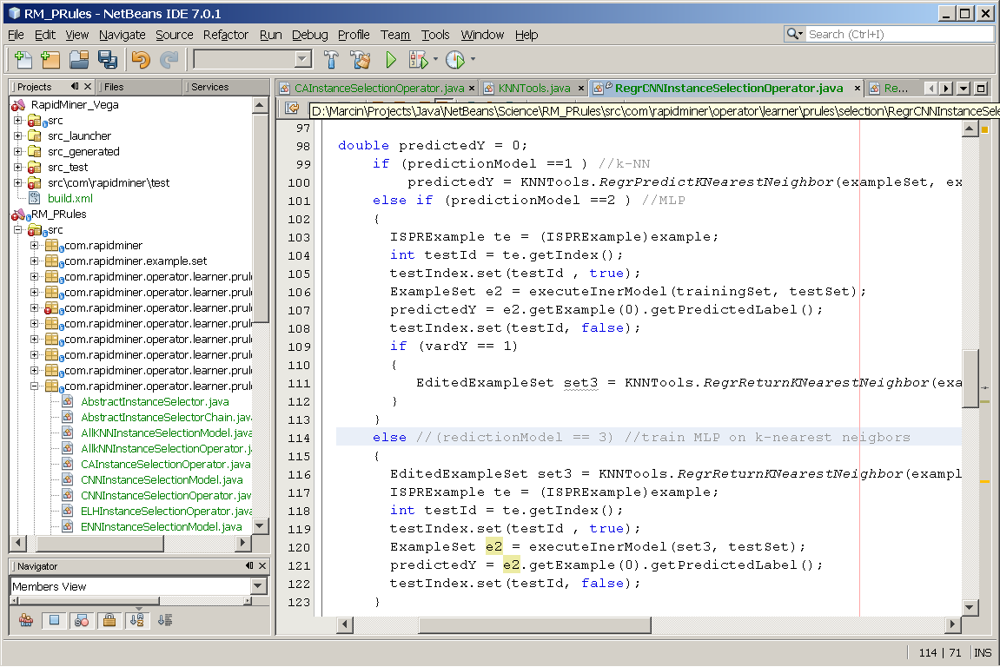 RM_PRules - NetBeans IDE 7.0.1
File Edit View Navigate Source Refactor Run Debug Profile Team Tools Window Help
Search (Ctrl+I)
Projects Files Services
RapidMiner_Vega
src
src_launcher
src_generated
src_test
src\com\rapidminer\test
build.xml
RM_PRules
src
com.rapidminer
com.rapidminer.example.set
com.rapidminer.operator.learner.prul
com.rapidminer.operator.learner.prul
com.rapidminer.operator.learner.prul
com.rapidminer.operator.learner.prul
com.rapidminer.operator.learner.prul
com.rapidminer.operator.learner.prul
com.rapidminer.operator.learner.prul
com.rapidminer.operator.learner.prul
AbstractInstanceSelector.java
AbstractInstanceSelectorChain.java
AllKNNInstanceSelectionModel.java
AllkNNInstanceSelectionOperator.j
CAInstanceSelectionOperator.java
CNNInstanceSelectionModel.java
CNNInstanceSelectionOperator.jav
ELHInstanceSelectionOperator.java
ENNInstanceSelectionModel.java
Navigator
Members View
CAInstanceSelectionOperator.java KNNTools.java RegrCNNInstanceSelectionOperator.java Re...
D:\Marcin\Projects\Java\NetBeans\Science\RM_PRules\src\com\rapidminer\operator\learner\prules\selection\RegrCNNInstanceSele
97
98 double predictedY = 0;
99 if (predictionModel ==1 ) //k-NN
100 predictedY = KNNTools.RegrPredictKNearestNeighbor(exampleSet, ex
101 else if (predictionModel ==2 ) //MLP
102 {
103 ISPRExample te = (ISPRExample)example;
104 int testId = te.getIndex();
105 testIndex.set(testId , true);
106 ExampleSet e2 = executeInerModel(trainingSet, testSet);
107 predictedY = e2.getExample(0).getPredictedLabel();
108 testIndex.set(testId, false);
109 if (vardY == 1)
110 {
111 EditedExampleSet set3 = KNNTools.RegrReturnKNearestNeighbor(exa
112 }
113 }
114 else //(redictionModel == 3) //train MLP on k-nearest neigbors
115 {
116 EditedExampleSet set3 = KNNTools.RegrReturnKNearestNeighbor(exampl
117 ISPRExample te = (ISPRExample)example;
118 int testId = te.getIndex();
119 testIndex.set(testId , true);
120 ExampleSet e2 = executeInerModel(set3, testSet);
121 predictedY = e2.getExample(0).getPredictedLabel();
122 testIndex.set(testId, false);
123 }
114 | 71 INS